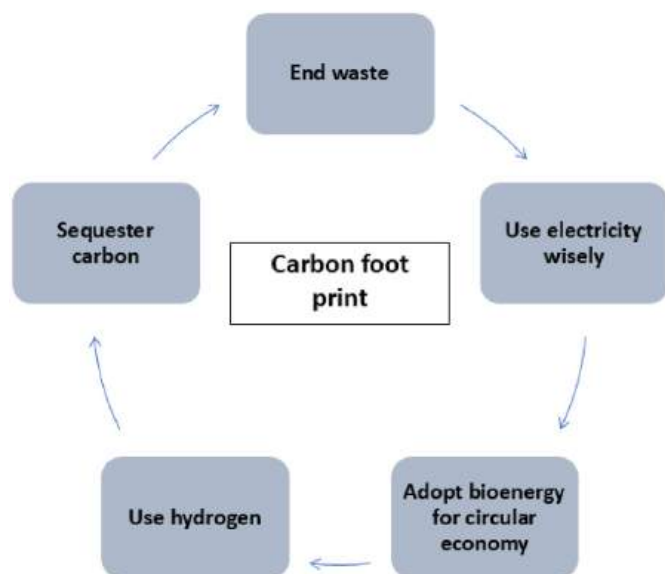 End waste
Use electricity
wisely
Adopt bioenergy
for circular
economy
Use hydrogen
Sequester
carbon
Carbon foot
print